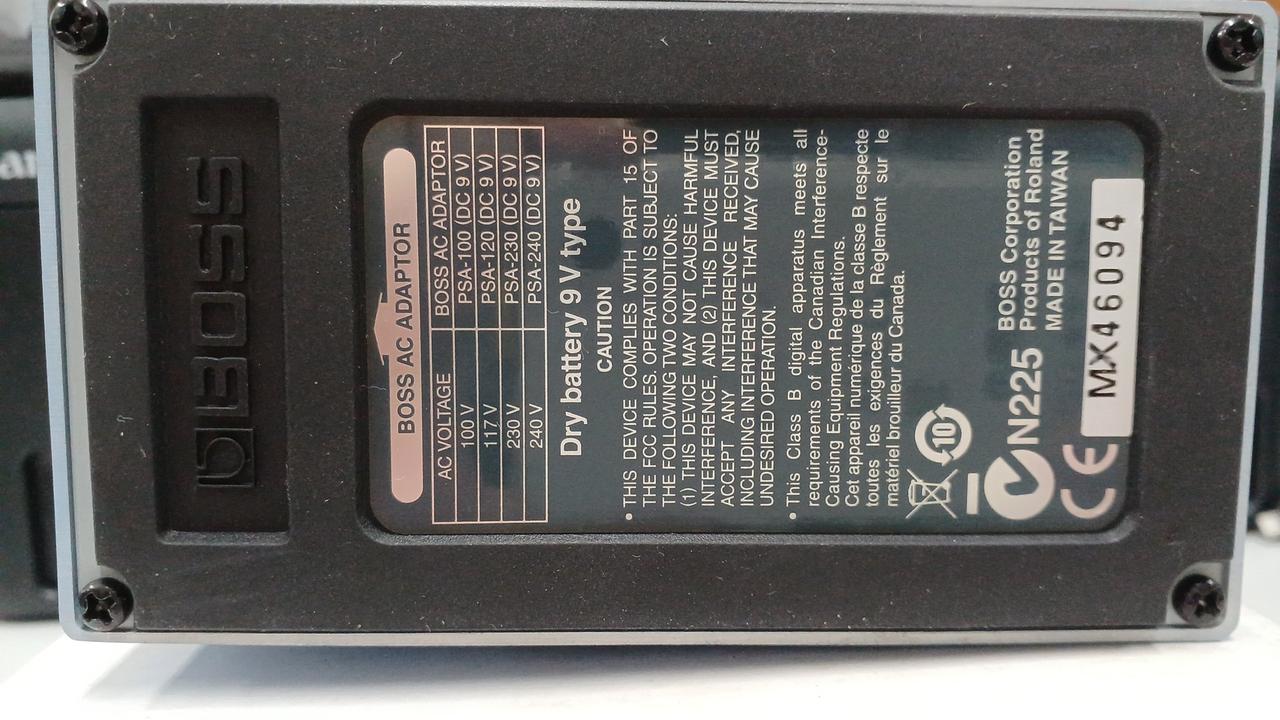 BOSS
BOSS AC ADAPTOR
AC VOLTAGE BOSS AC ADAPTOR
100 V PSA-100 (DC 9 V)
117 V PSA-120 (DC 9 V)
230 V PSA-230 (DC 9 V)
240 V PSA-240 (DC 9 V)
Dry battery 9 V type
CAUTION
• THIS DEVICE COMPLIES WITH PART 15 OF
THE FCC RULES. OPERATION IS SUBJECT TO
THE FOLLOWING TWO CONDITIONS:
(1) THIS DEVICE MAY NOT CAUSE HARMFUL
INTERFERENCE, AND (2) THIS DEVICE MUST
ACCEPT ANY INTERFERENCE RECEIVED,
INCLUDING INTERFERENCE THAT MAY CAUSE
UNDESIRED OPERATION.
• This Class B digital apparatus meets all
requirements of the Canadian Interference-
Causing Equipment Regulations.
Cet appareil numérique de la classe B respecte
toutes les exigences du Règlement sur le
matériel brouilleur du Canada.
10
N225
BOSS Corporation
Products of Roland
MADE IN TAIWAN
CE
MX46094